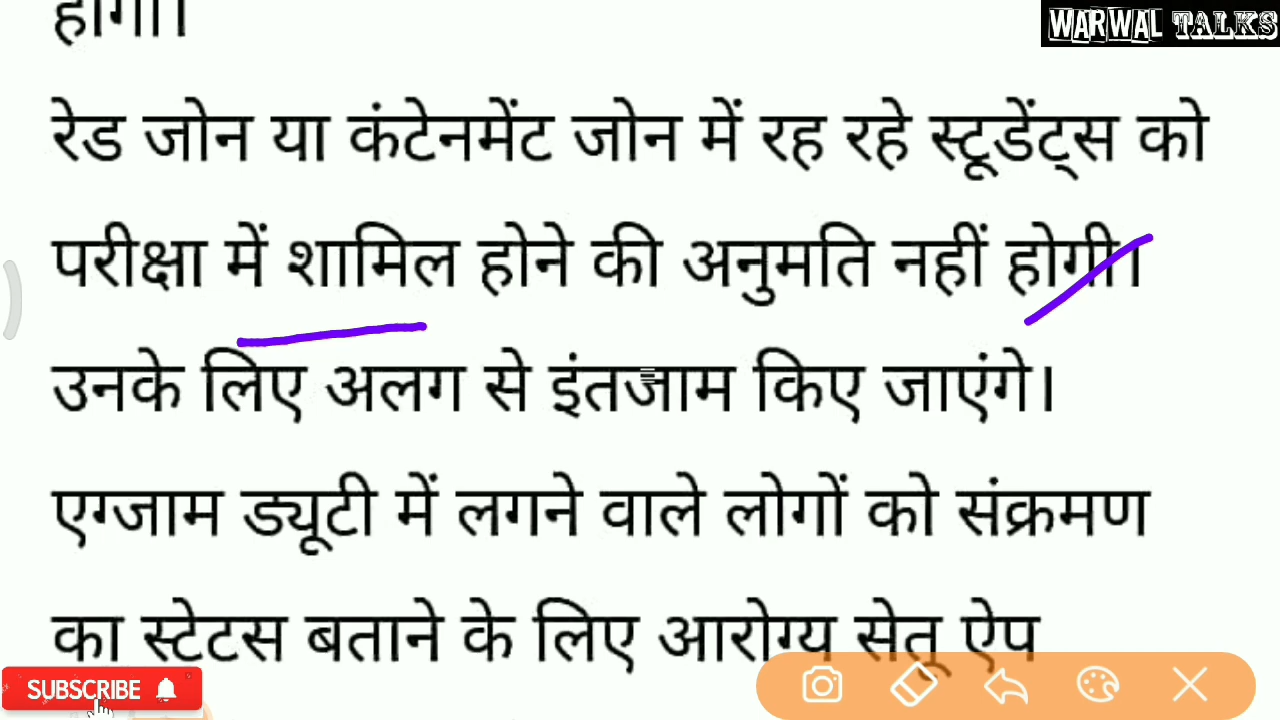 होगा।
WARWAL TALKS
रेड जोन या कंटेनमेंट जोन में रह रहे स्टूडेंट्स को
परीक्षा में शामिल होने की अनुमति नहीं होगी।
उनके लिए अलग से इंतजाम किए जाएंगे।
एग्जाम ड्यूटी में लगने वाले लोगों को संक्रमण
का स्टेटस बताने के लिए आरोग्य सेतु ऐप
SUBSCRIBE